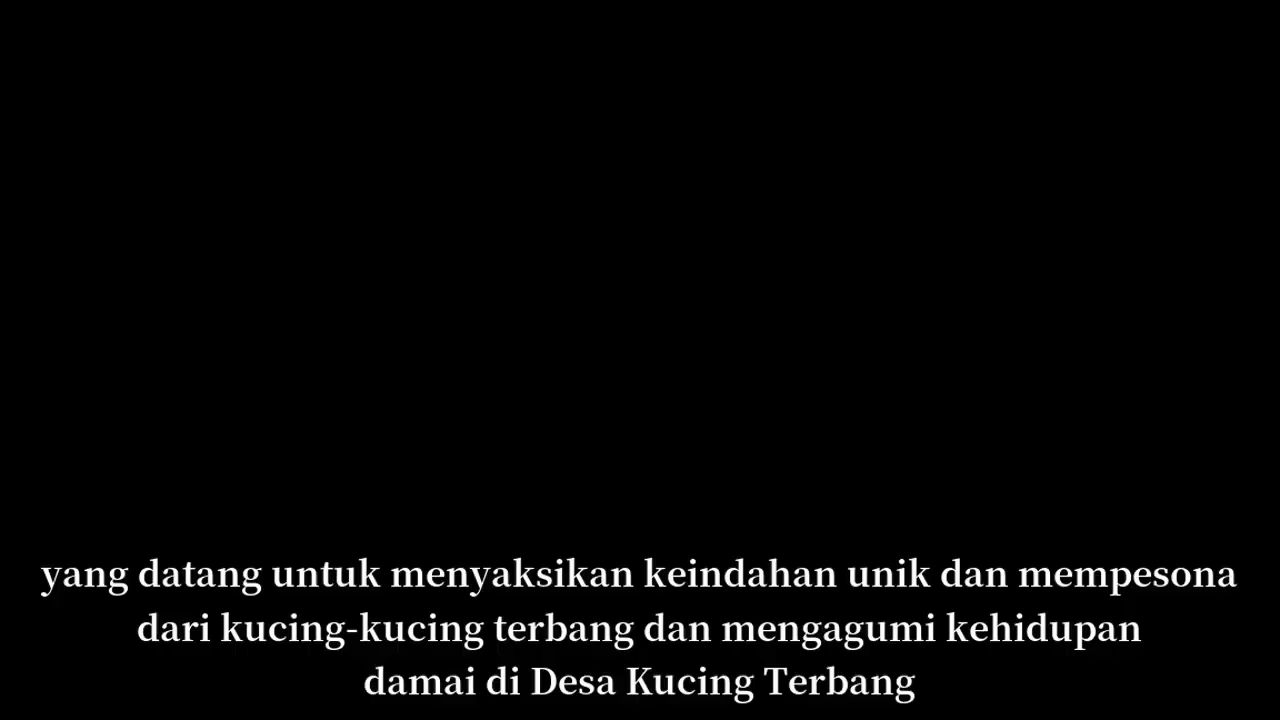 yang datang untuk menyaksikan keindahan unik dan mempesona
dari kucing-kucing terbang dan mengagumi kehidupan
damai di Desa Kucing Terbang